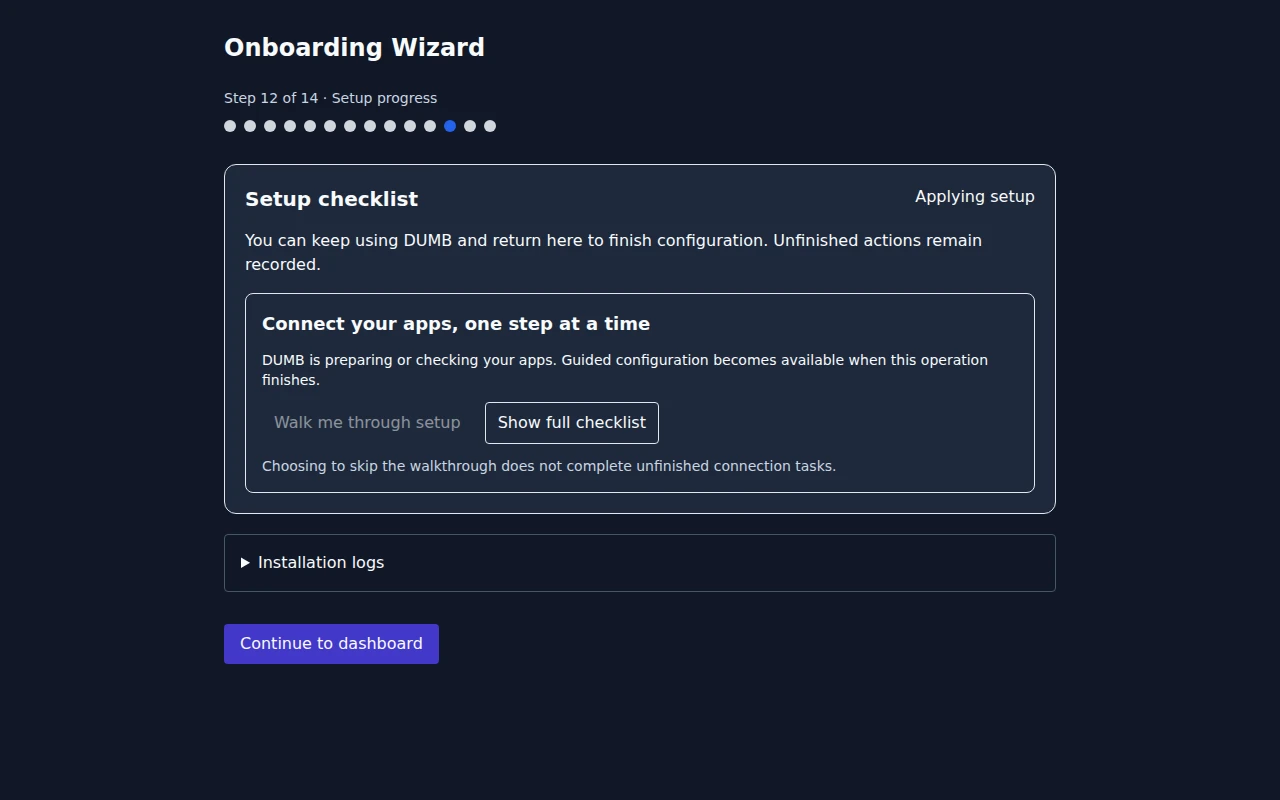 Onboarding Wizard
Step 12 of 14 · Setup progress
Setup checklist
Applying setup
You can keep using DUMB and return here to finish configuration. Unfinished actions remain
recorded.
Connect your apps, one step at a time
DUMB is preparing or checking your apps. Guided configuration becomes available when this operation
finishes.
Walk me through setup
Show full checklist
Choosing to skip the walkthrough does not complete unfinished connection tasks.
Installation logs
Continue to dashboard